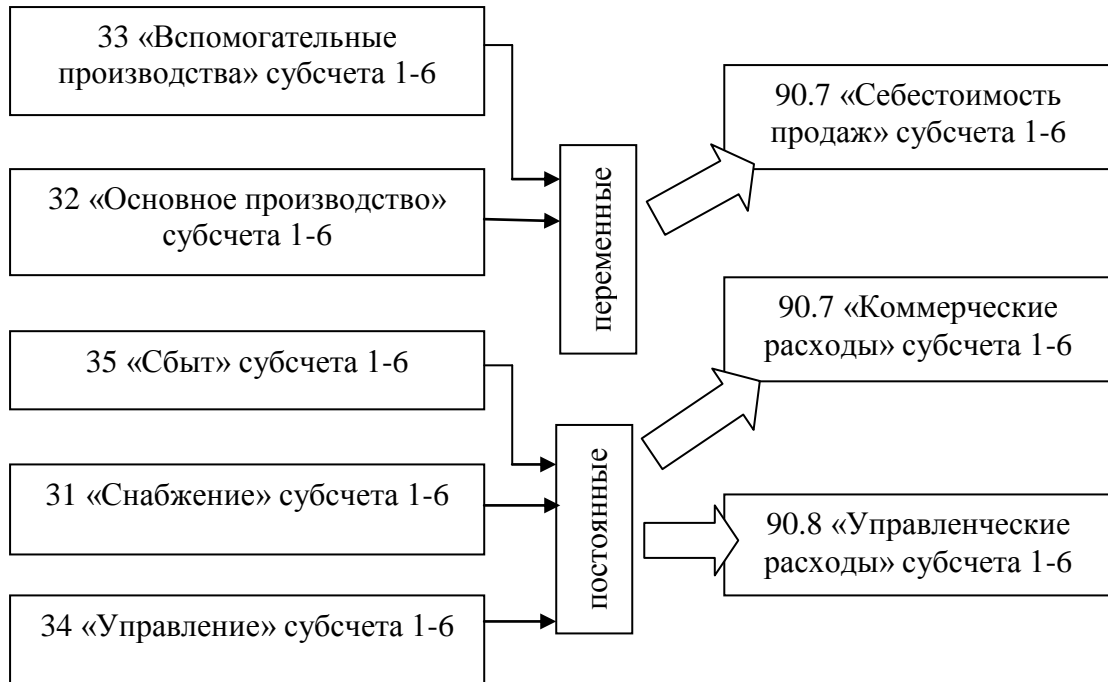 33 «Вспомогательные
производства» субсчета 1-6
32 «Основное производство»
субсчета 1-6
35 «Сбыт» субсчета 1-6
31 «Снабжение» субсчета 1-6
34 «Управление» субсчета 1-6
переменные
постоянные
90.7 «Себестоимость
продаж» субсчета 1-6
90.7 «Коммерческие
расходы» субсчета 1-6
90.8 «Управленческие
расходы» субсчета 1-6